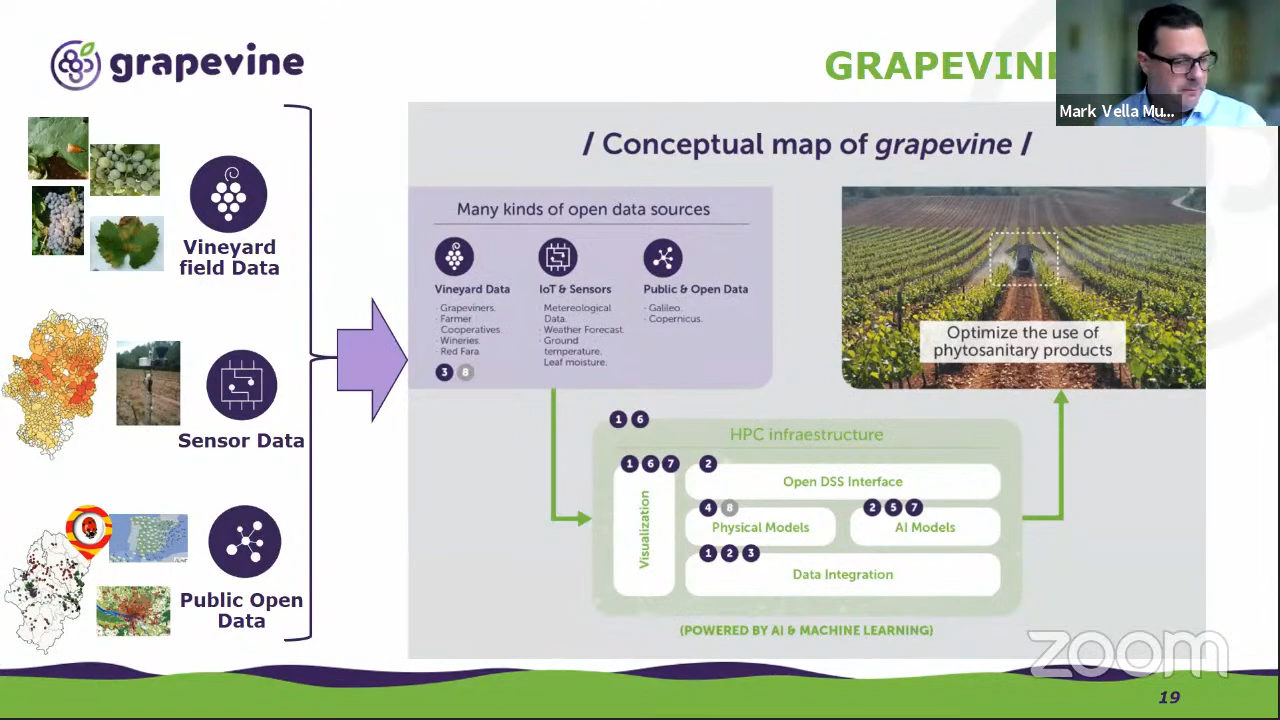 grapevine
GRAPEVINE
Mark Vella Mu...
/ Conceptual map of grapevine /
Vineyard
field Data
Sensor Data
Public Open
Data
Many kinds of open data sources
Vineyard Data
· Grapeviners.
· Farmer
Cooperatives.
· Wineries.
· Red Fara
3 8
IoT & Sensors
· Metereological
Data.
· Weather Forecast.
· Ground
temperature.
Leaf moisture.
Public & Open Data
· Galileo.
· Copernicus.
Optimize the use of
phytosanitary products
1 6
HPC infraestructure
1 6 7
Visualization
2
Open DSS Interface
4 8
Physical Models
2 5 7
AI Models
1 2 3
Data Integration
(POWERED BY AI & MACHINE LEARNING)
zoom
19